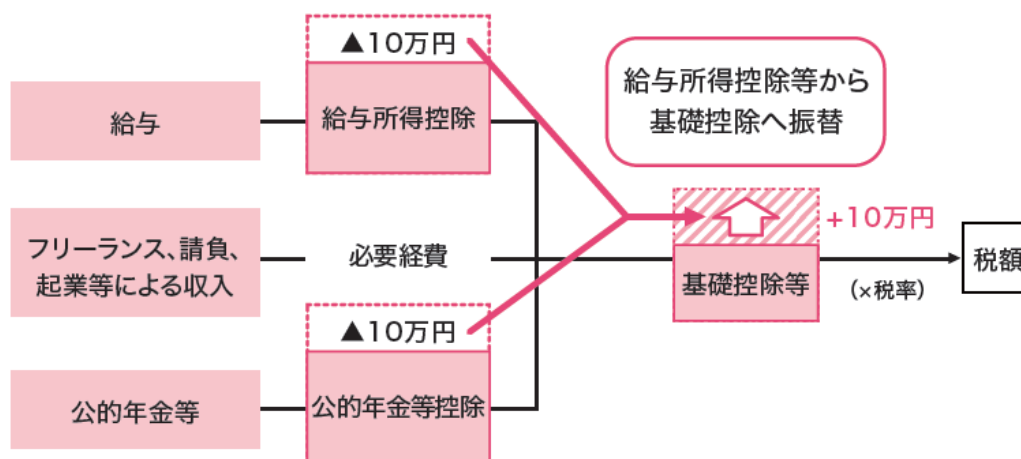 ▲10万円
給与所得控除等から
基礎控除へ振替
給与
給与所得控除
+10万円
フリーランス、請負、
起業等による収入
必要経費
基礎控除等
(×税率)
税額
▲10万円
公的年金等
公的年金等控除